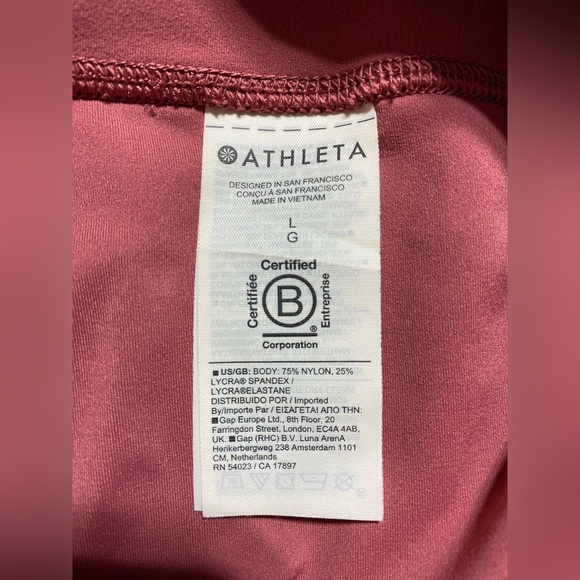 ATHLETA
DESIGNED IN SAN FRANCISCO
CONÇU À SAN FRANCISCO
MADE IN VIETNAM
L
G
Certified
Certifiée
B
Entreprise
®
Corporation
US/GB: BODY: 75% NYLON, 25%
LYCRA® SPANDEX /
LYCRA®ELASTANE
DISTRIBUIDO POR / Imported
By/Importe Par / ΕΙΣΑΓΕΤΑΙ ΑΠΟ ΤΗΝ:
Gap Europe Ltd., 8th Floor, 20
Farringdon Street, London, EC4A 4AB,
UK. Gap (RHC) B.V. Luna ArenA
Herikerbergweg 238 Amsterdam 1101
CM, Netherlands
RN 54023 / CA 17897